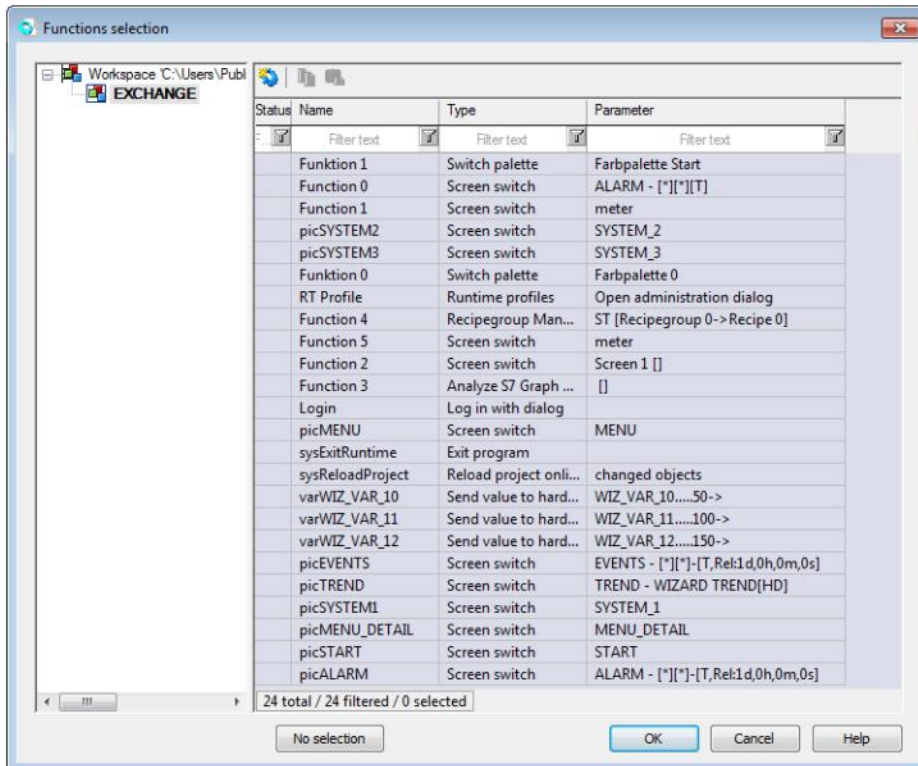 Functions selection
Workspace 'C:\Users\Publ
EXCHANGE
Status Name Type Parameter
F... Filter text Filter text Filter text
Funktion 1 Switch palette Farbpalette Start
Function 0 Screen switch ALARM - [*][*][T]
Function 1 Screen switch meter
picSYSTEM2 Screen switch SYSTEM_2
picSYSTEM3 Screen switch SYSTEM_3
Funktion 0 Switch palette Farbpalette 0
RT Profile Runtime profiles Open administration dialog
Function 4 Recipegroup Man... ST [Recipegroup 0->Recipe 0]
Function 5 Screen switch meter
Function 2 Screen switch Screen 1 []
Function 3 Analyze S7 Graph ... []
Login Log in with dialog
picMENU Screen switch MENU
sysExitRuntime Exit program
sysReloadProject Reload project onli... changed objects
varWIZ_VAR_10 Send value to hard... WIZ_VAR_10.....50->
varWIZ_VAR_11 Send value to hard... WIZ_VAR_11.....100->
varWIZ_VAR_12 Send value to hard... WIZ_VAR_12.....150->
picEVENTS Screen switch EVENTS - [*][*]-[T,Rel:1d,0h,0m,0s]
picTREND Screen switch TREND - WIZARD TREND[HD]
picSYSTEM1 Screen switch SYSTEM_1
picMENU_DETAIL Screen switch MENU_DETAIL
picSTART Screen switch START
picALARM Screen switch ALARM - [*][*]-[T,Rel:1d,0h,0m,0s]
24 total / 24 filtered / 0 selected
No selection OK Cancel Help